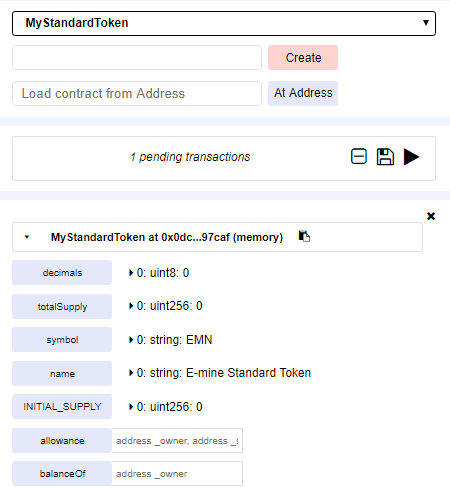 MyStandardToken
Create
Load contract from Address
At Address
1 pending transactions
MyStandardToken at 0x0dc...97caf (memory)
decimals
0: uint8: 0
totalSupply
0: uint256: 0
symbol
0: string: EMN
name
0: string: E-mine Standard Token
INITIAL_SUPPLY
0: uint256: 0
allowance
address _owner, address _s
balanceOf
address _owner